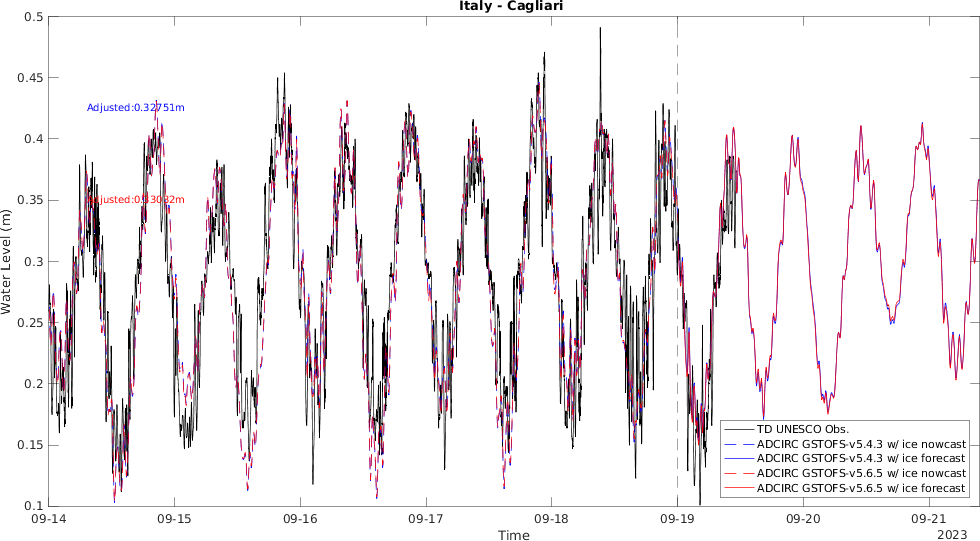 Italy - Cagliari
0.5
0.45
0.4
0.35
0.3
0.25
0.2
0.15
0.1
Water Level (m)
Adjusted:0.32751m
TD UNESCO Obs.
ADCIRC GSTOFS-v5.4.3 w/ ice nowcast
ADCIRC GSTOFS-v5.4.3 w/ ice forecast
ADCIRC GSTOFS-v5.6.5 w/ ice nowcast
ADCIRC GSTOFS-v5.6.5 w/ ice forecast
09-14 09-15 09-16 09-17 09-18 09-19 09-20 09-21
Time
2023